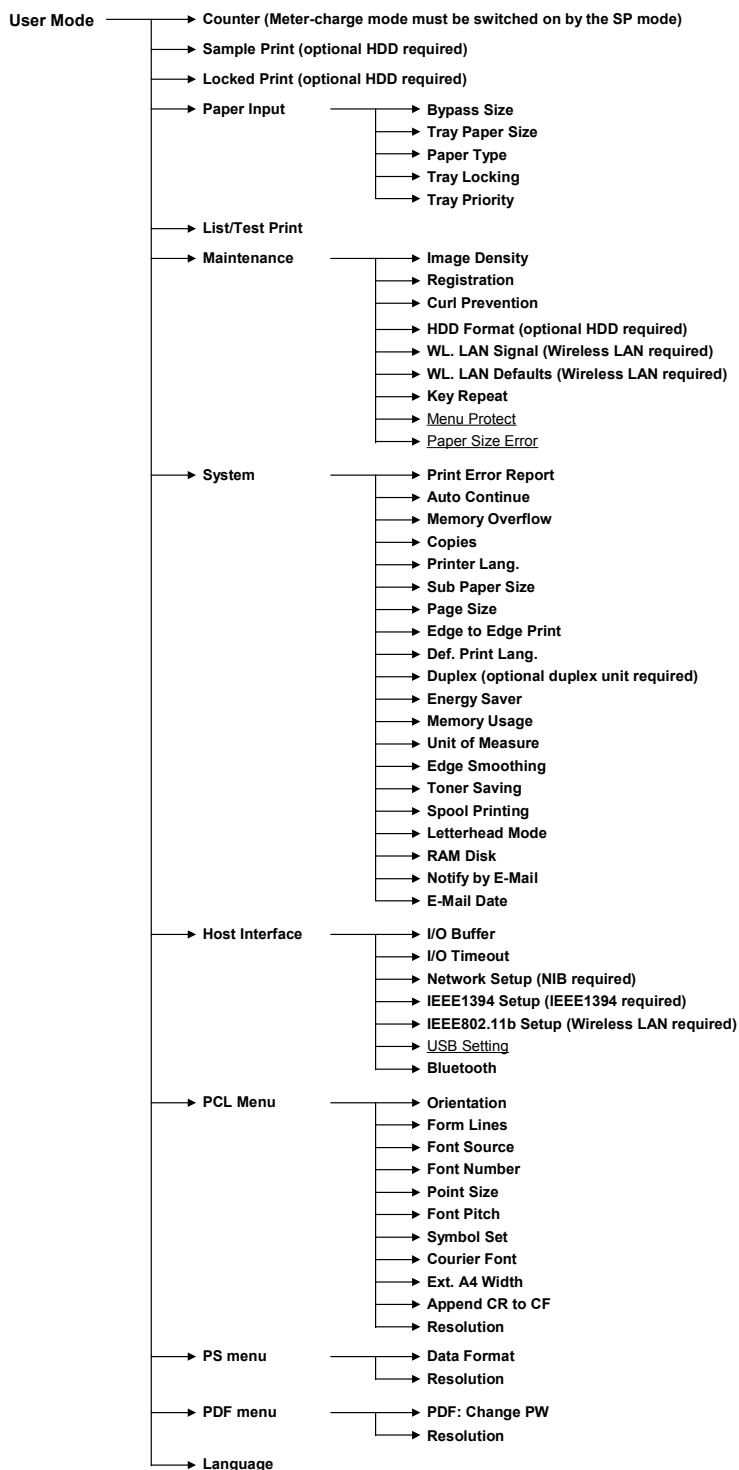 User Mode
Counter (Meter-charge mode must be switched on by the SP mode)
Sample Print (optional HDD required)
Locked Print (optional HDD required)
Paper Input
Bypass Size
Tray Paper Size
Paper Type
Tray Locking
Tray Priority
List/Test Print
Maintenance
Image Density
Registration
Curl Prevention
HDD Format (optional HDD required)
WL. LAN Signal (Wireless LAN required)
WL. LAN Defaults (Wireless LAN required)
Key Repeat
Menu Protect
Paper Size Error
System
Print Error Report
Auto Continue
Memory Overflow
Copies
Printer Lang.
Sub Paper Size
Page Size
Edge to Edge Print
Def. Print Lang.
Duplex (optional duplex unit required)
Energy Saver
Memory Usage
Unit of Measure
Edge Smoothing
Toner Saving
Spool Printing
Letterhead Mode
RAM Disk
Notify by E-Mail
E-Mail Date
Host Interface
I/O Buffer
I/O Timeout
Network Setup (NIB required)
IEEE1394 Setup (IEEE1394 required)
IEEE802.11b Setup (Wireless LAN required)
USB Setting
Bluetooth
PCL Menu
Orientation
Form Lines
Font Source
Font Number
Point Size
Font Pitch
Symbol Set
Courier Font
Ext. A4 Width
Append CR to CF
Resolution
PS menu
Data Format
Resolution
PDF menu
PDF: Change PW
Resolution
Language